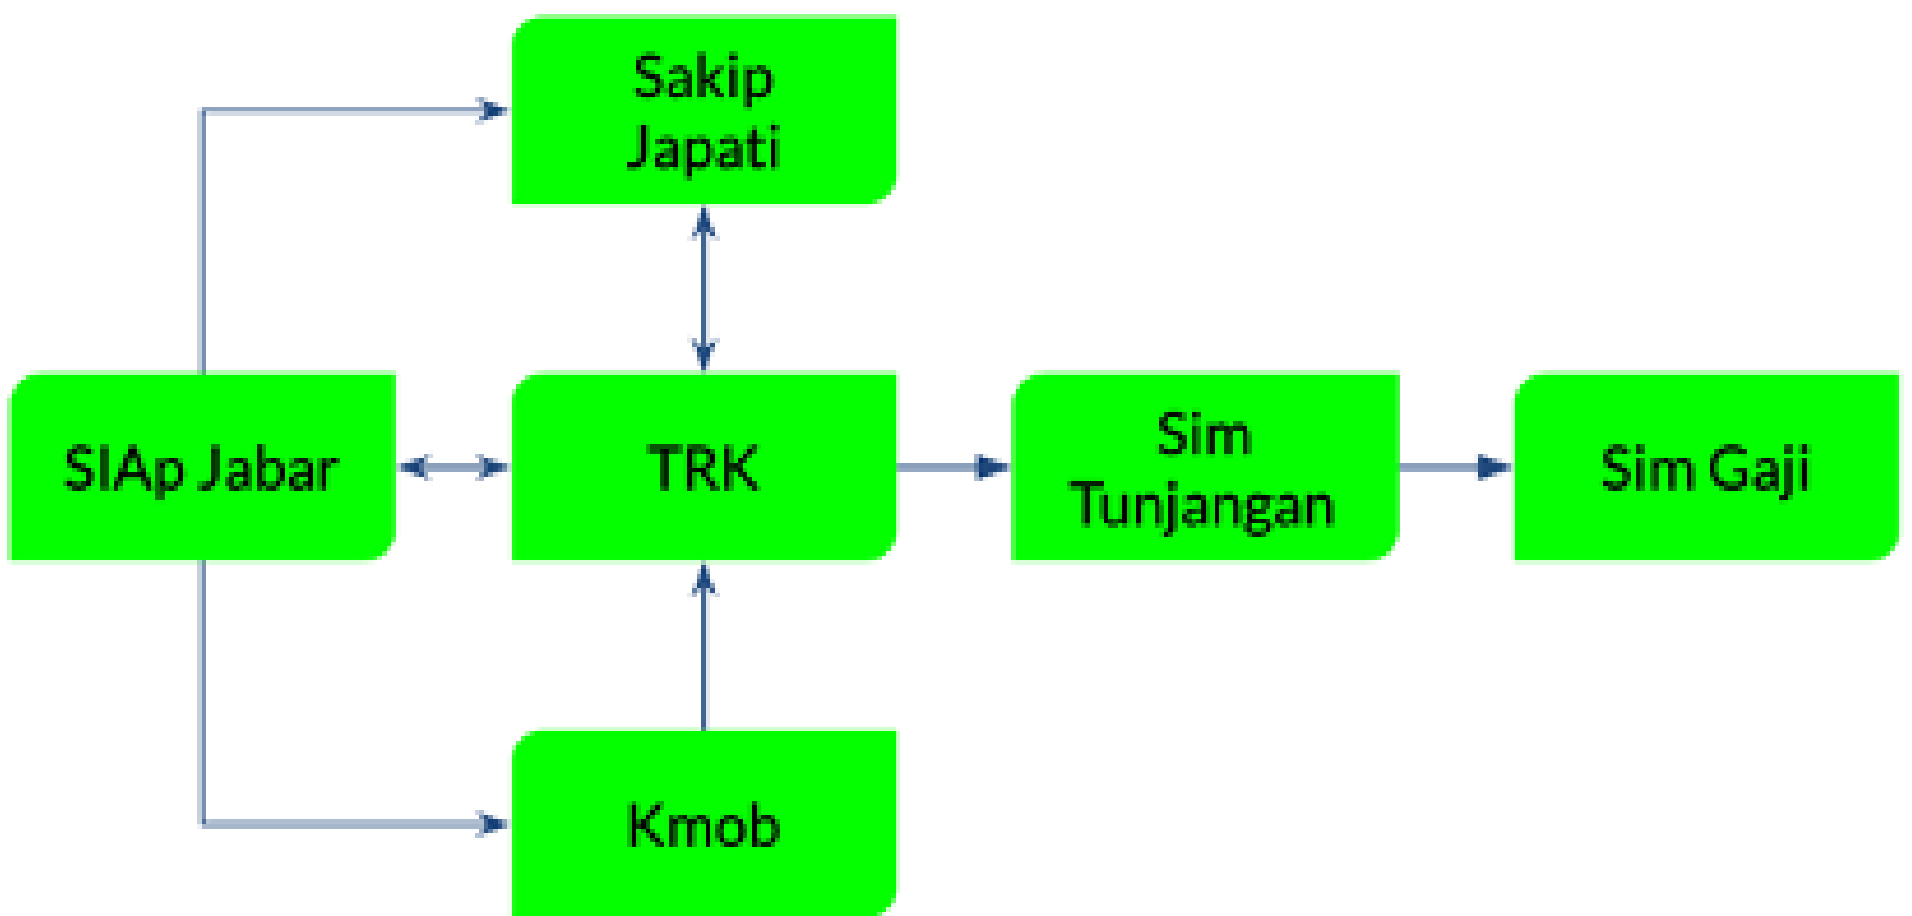 Sakip
Japati
SIAp Jabar
TRK
Sim
Tunjangan
Sim Gaji
Kmob